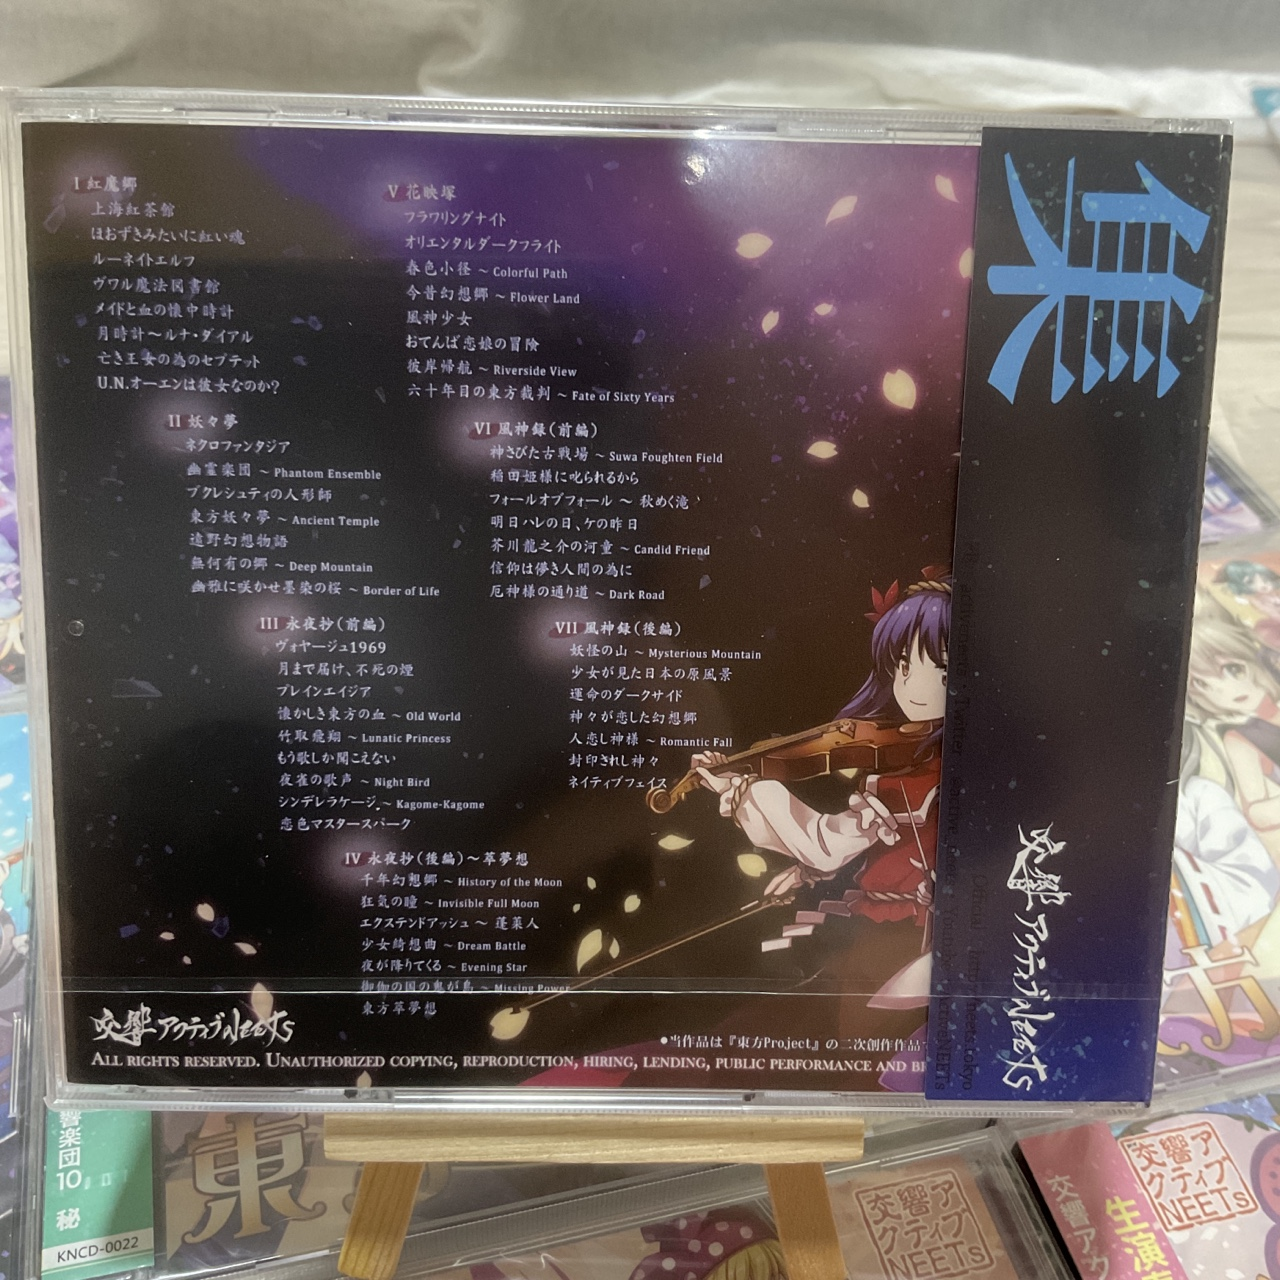 I 紅魔郷
上海紅茶館
ほおずきみたいに紅い魂
ルーネイトエルフ
ヴワル魔法図書館
メイドと血の懐中時計
月時計～ルナ・ダイアル
亡き王女の為のセプテット
U.N.オーエンは彼女なのか?
II 妖々夢
ネクロファンタジア
幽霊楽団 ～ Phantom Ensemble
ブクレシュティの人形師
東方妖々夢 ～ Ancient Temple
遠野幻想物語
無何有の郷 ～ Deep Mountain
幽雅に咲かせ墨染の桜 ～ Border of Life
III 永夜抄(前編)
ヴォヤージュ1969
月まで届け、不死の煙
プレインエイジア
懐かしき東方の血 ～ Old World
竹取飛翔 ～ Lunatic Princess
もう歌しか聞こえない
夜雀の歌声 ～ Night Bird
シンデレラケージ ～ Kagome-Kagome
恋色マスタースパーク
IV 永夜抄(後編)～萃夢想
千年幻想郷 ～ History of the Moon
狂気の瞳 ～ Invisible Full Moon
エクステンドアッシュ ～ 蓬莱人
少女綺想曲 ～ Dream Battle
夜が降りてくる ～ Evening Star
御伽の国の鬼が島 ～ Missing Power
東方萃夢想
V 花映塚
フラワリングナイト
オリエンタルダークフライト
春色小径 ～ Colorful Path
今昔幻想郷 ～ Flower Land
風神少女
おてんば恋娘の冒険
彼岸帰航 ～ Riverside View
六十年目の東方裁判 ～ Fate of Sixty Years
VI 風神録(前編)
神さびた古戦場 ～ Suwa Foughten Field
稲田姫様に叱られるから
フォールオブフォール ～ 秋めく滝
明日ハレの日、ケの昨日
芥川龍之介の河童 ～ Candid Friend
信仰は儚き人間の為に
厄神様の通り道 ～ Dark Road
VII 風神録(後編)
妖怪の山 ～ Mysterious Mountain
少女が見た日本の原風景
運命のダークサイド
神々が恋した幻想郷
人恋し神様 ～ Romantic Fall
封印されし神々
ネイティブフェイス
交響アクティブNEETs
●当作品は『東方Project』の二次創作作品
ALL RIGHTS RESERVED. UNAUTHORIZED COPYING, REPRODUCTION, HIRING, LENDING, PUBLIC PERFORMANCE AND BR
集
交響アクティブNEETs
響楽団10 秘
KNCD-0022
東
方
交響アクティブNEETs
交響アクティブNEETs
交響アク
生演